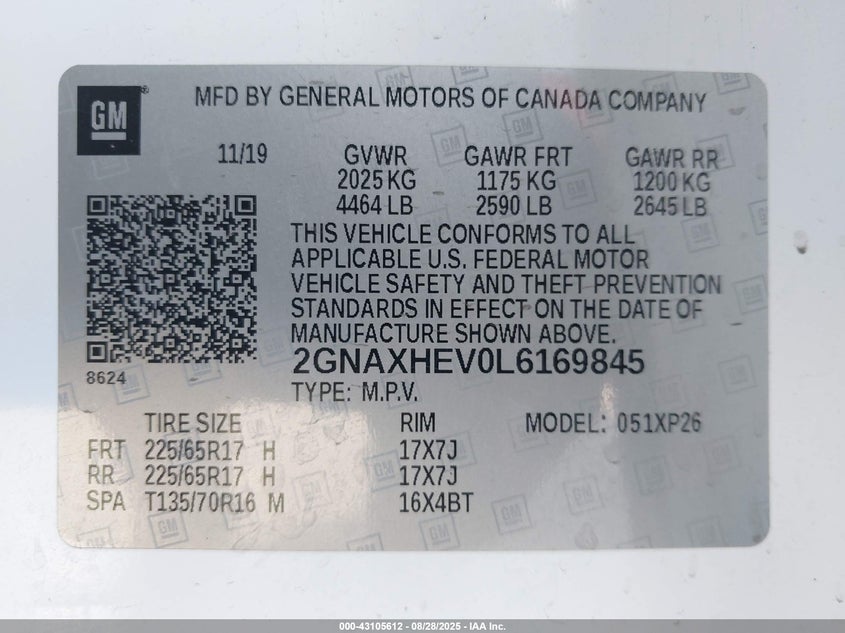 GM
MFD BY GENERAL MOTORS OF CANADA COMPANY
11/19 GVWR GAWR FRT GAWR RR
2025 KG 1175 KG 1200 KG
4464 LB 2590 LB 2645 LB
THIS VEHICLE CONFORMS TO ALL
APPLICABLE U.S. FEDERAL MOTOR
VEHICLE SAFETY AND THEFT PREVENTION
STANDARDS IN EFFECT ON THE DATE OF
MANUFACTURE SHOWN ABOVE.
2GNAXHEV0L6169845
8624
TYPE: M.P.V.
TIRE SIZE RIM MODEL: 051XP26
FRT 225/65R17 H 17X7J
RR 225/65R17 H 17X7J
SPA T135/70R16 M 16X4BT
000-43105612 - 08/28/2025 - IAA Inc.